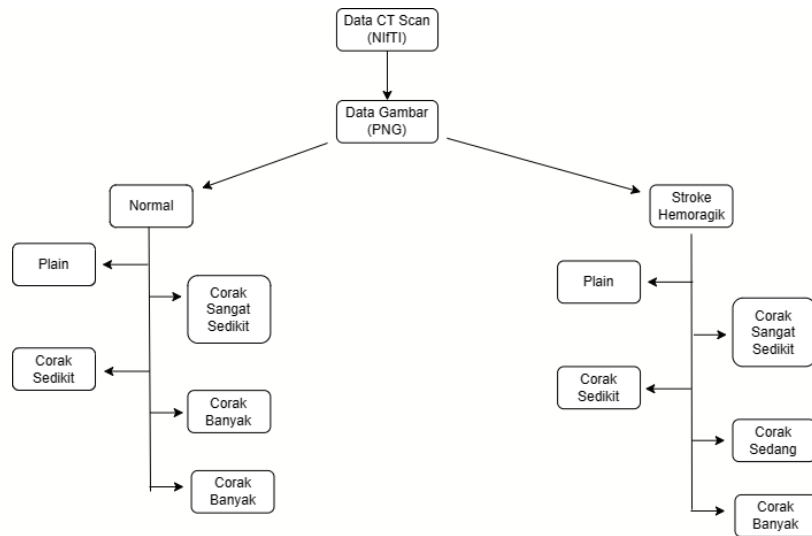 Data CT Scan
(NIfTI)
Data Gambar
(PNG)
Normal
Stroke
Hemoragik
Plain
Corak
Sangat
Sedikit
Corak
Sedikit
Corak
Banyak
Corak
Banyak
Plain
Corak
Sangat
Sedikit
Corak
Sedikit
Corak
Sedang
Corak
Banyak